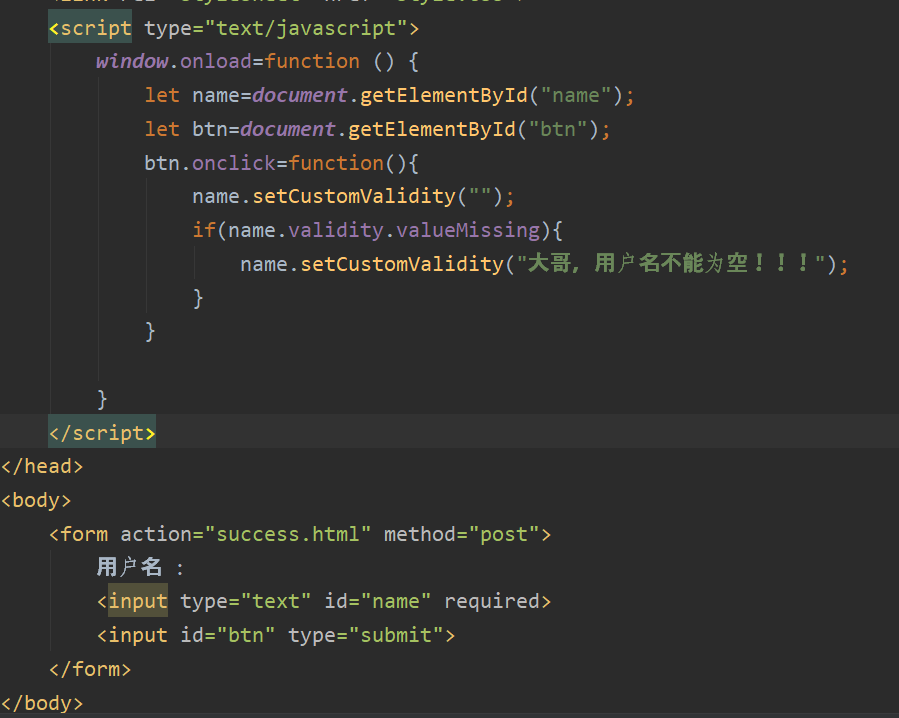 <script type="text/javascript">
window.onload=function () {
let name=document.getElementById("name");
let btn=document.getElementById("btn");
btn.onclick=function(){
name.setCustomValidity("");
if(name.validity.valueMissing){
name.setCustomValidity("大哥，用户名不能为空！！！");
}
}
}
</script>
</head>
<body>
<form action="success.html" method="post">
用户名 :
<input type="text" id="name" required>
<input id="btn" type="submit">
</form>
</body>